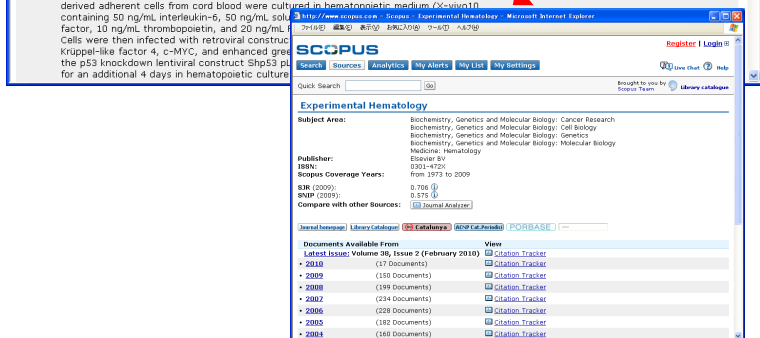 derived adherent cells from cord blood were cultured in hematopoietic medium (X-vivo10
containing 50 ng/mL interleukin-6, 50 ng/mL solu
factor, 10 ng/mL thrombopoietin, and 20 ng/mL F
Cells were then infected with retroviral construc
Krüppel-like factor 4, c-MYC, and enhanced gree
the p53 knockdown lentiviral construct Shp53 pL
for an additional 4 days in hematopoietic culture
http://www.scopus.com - Scopus - Experimental Hematology - Microsoft Internet Explorer
ファイル(F) 編集(E) 表示(V) お気に入り(A) ツール(T) ヘルプ(H)
SCOPUS
Register | Login
Search Sources Analytics My Alerts My List My Settings
Live Chat Help
Quick Search Go
Brought to you by
Scopus Team Library catalogue
Experimental Hematology
Subject Area: Biochemistry, Genetics and Molecular Biology: Cancer Research
Biochemistry, Genetics and Molecular Biology: Cell Biology
Biochemistry, Genetics and Molecular Biology: Genetics
Biochemistry, Genetics and Molecular Biology: Molecular Biology
Medicine: Hematology
Publisher: Elsevier BV
ISSN: 0301-472X
Scopus Coverage Years: from 1973 to 2009
SJR (2009): 0.706
SNIP (2009): 0.575
Compare with other Sources: Journal Analyzer
Journal homepage Library Catalogue Catalunya ACNP Cat.Periodici PORBASE
Documents Available From View
Latest issue: Volume 38, Issue 2 (February 2010) Citation Tracker
• 2010 (17 Documents) Citation Tracker
• 2009 (150 Documents) Citation Tracker
• 2008 (199 Documents) Citation Tracker
• 2007 (234 Documents) Citation Tracker
• 2006 (228 Documents) Citation Tracker
• 2005 (182 Documents) Citation Tracker
• 2004 (160 Documents) Citation Tracker